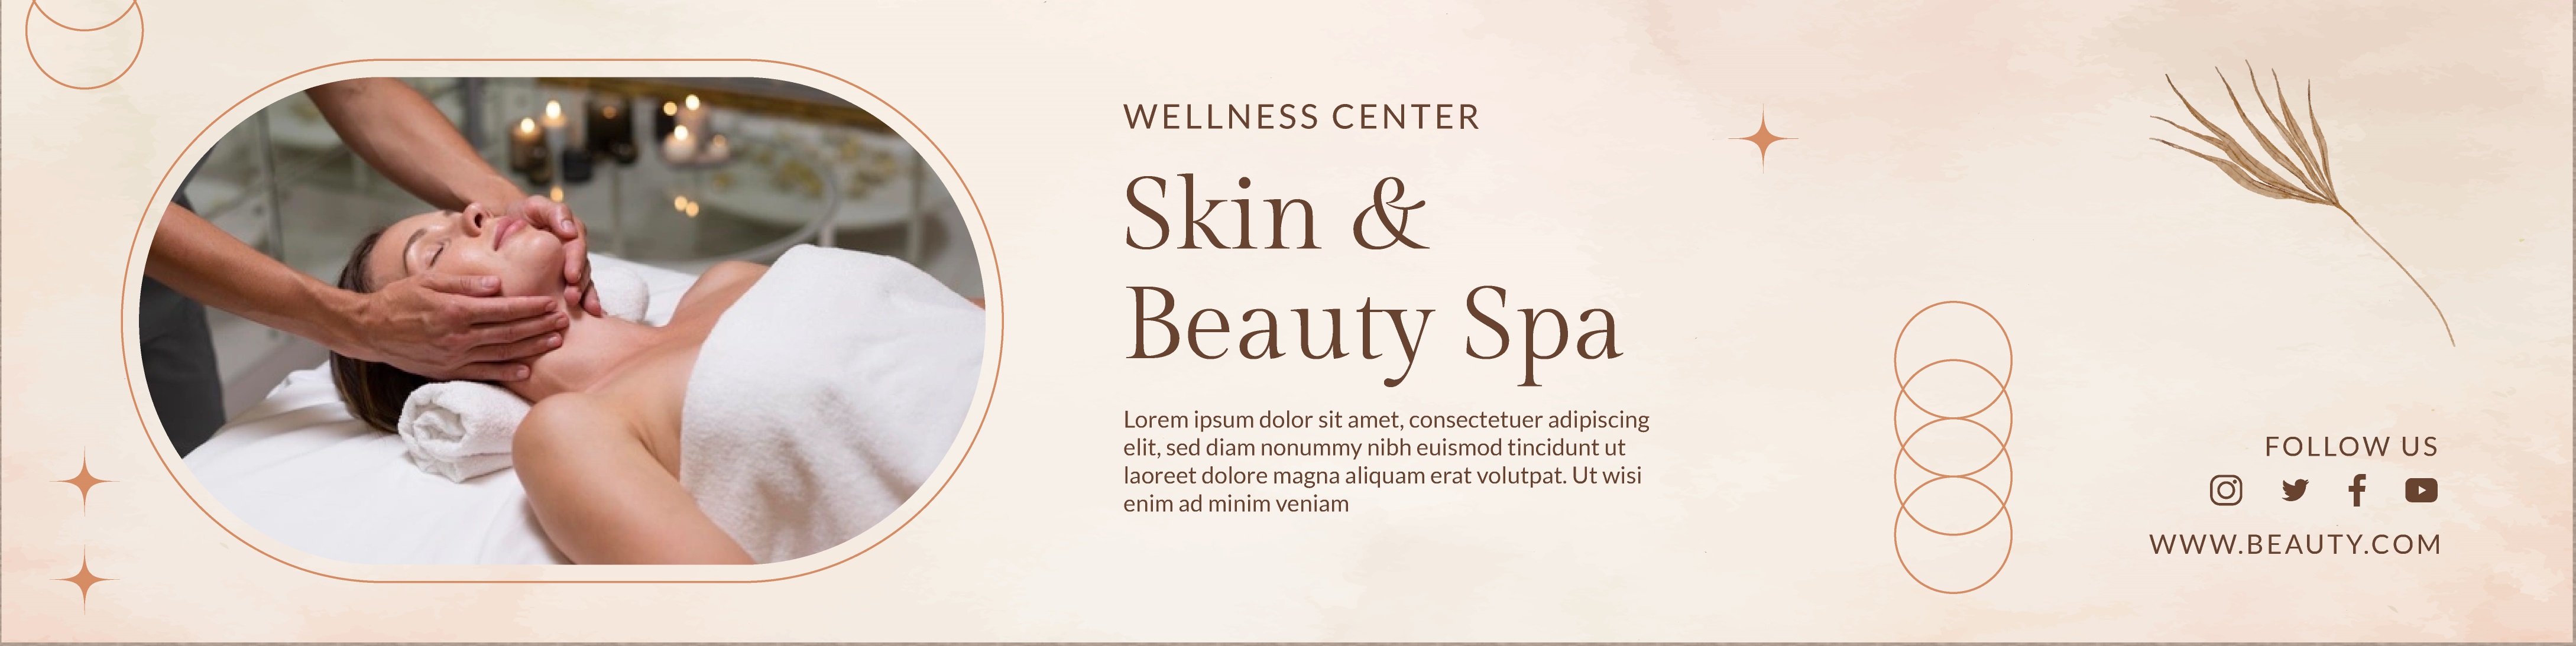 WELLNESS CENTER
Skin &
Beauty Spa
Lorem ipsum dolor sit amet, consectetuer adipiscing
elit, sed diam nonummy nibh euismod tincidunt ut
laoreet dolore magna aliquam erat volutpat. Ut wisi
enim ad minim veniam
FOLLOW US
WWW.BEAUTY.COM